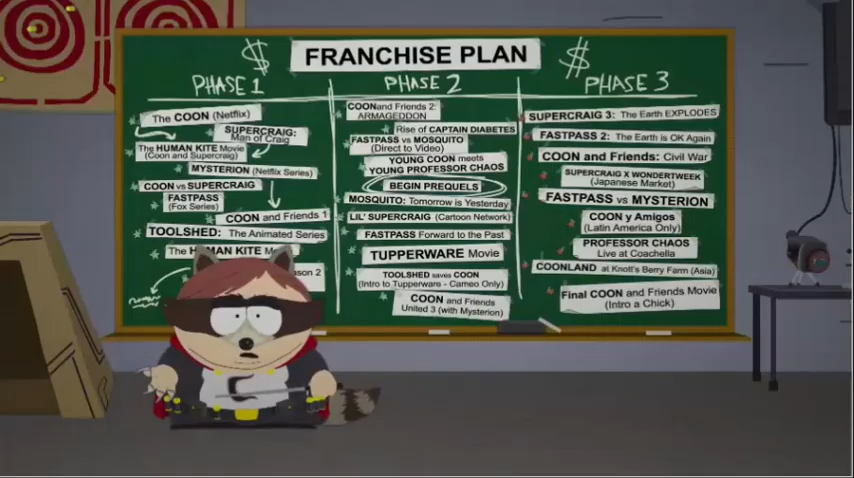 $ FRANCHISE PLAN $
PHASE 1
The COON (Netflix)
SUPERCRAIG:
Man of Craig
The HUMAN KITE Movie
(Coon and Supercraig)
MYSTERION (Netflix Series)
COON vs SUPERCRAIG
FASTPASS
(Fox Series)
COON and Friends 1
TOOLSHED: The Animated Series
The HUMAN KITE
Season 2
PHASE 2
COONand Friends 2:
ARMAGEDDON
Rise of CAPTAIN DIABETES
FASTPASS vs MOSQUITO
(Direct to Video)
YOUNG COON meets
YOUNG PROFESSOR CHAOS
BEGIN PREQUELS
MOSQUITO: Tomorrow is Yesterday
LIL' SUPERCRAIG (Cartoon Network)
FASTPASS Forward to the Past
TUPPERWARE Movie
TOOLSHED saves COON
(Intro to Tupperware - Cameo Only)
COON and Friends
United 3 (with Mysterion)
PHASE 3
SUPERCRAIG 3: The Earth EXPLODES
FASTPASS 2: The Earth is OK Again
COON and Friends: Civil War
SUPERCRAIG X WONDERTWEEK
(Japanese Market)
FASTPASS vs MYSTERION
COON y Amigos
(Latin America Only)
PROFESSOR CHAOS
Live at Coachella
COONLAND at Knott's Berry Farm (Asia)
Final COON and Friends Movie
(Intro a Chick)